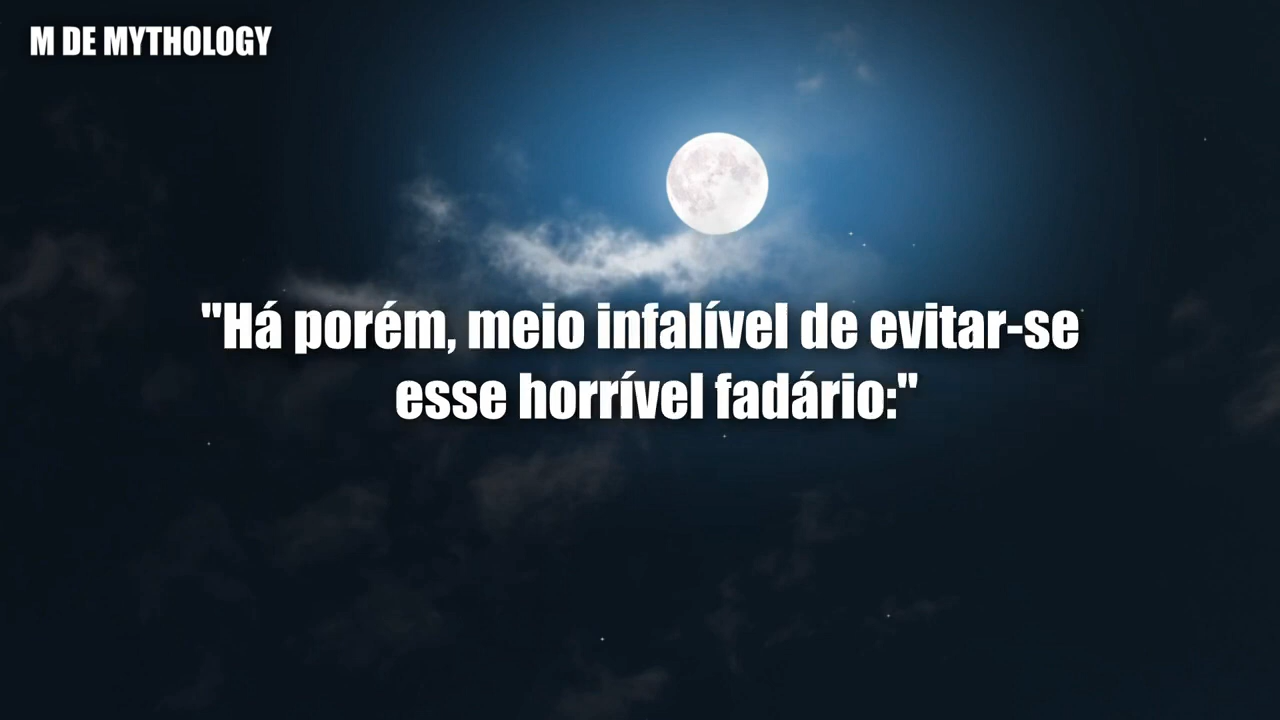 M DE MYTHOLOGY
"Há porém, meio infalível de evitar-se
esse horrível fadário:"